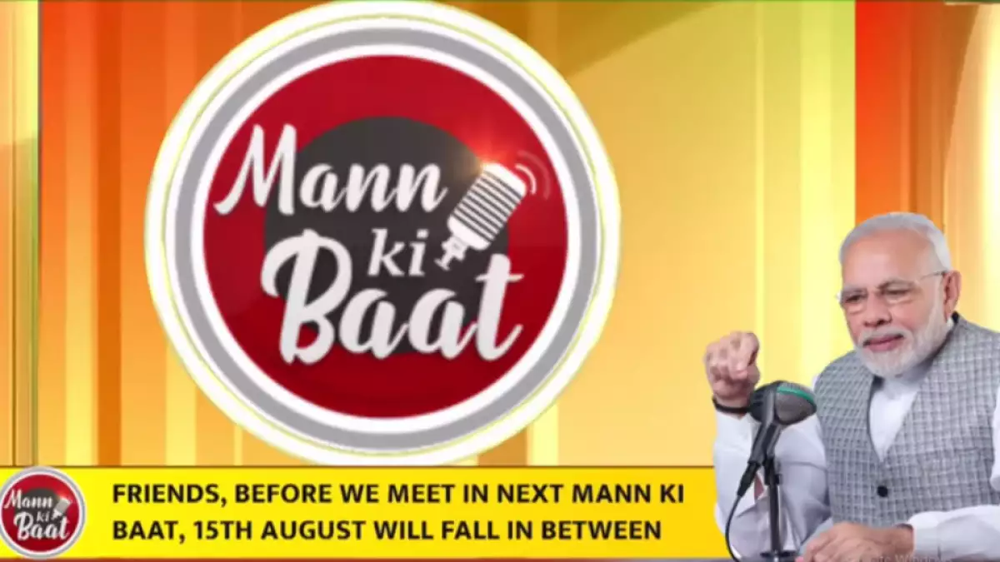 Mann
ki
Baat
Mann
ki
Baat
FRIENDS, BEFORE WE MEET IN NEXT MANN KI
BAAT, 15TH AUGUST WILL FALL IN BETWEEN